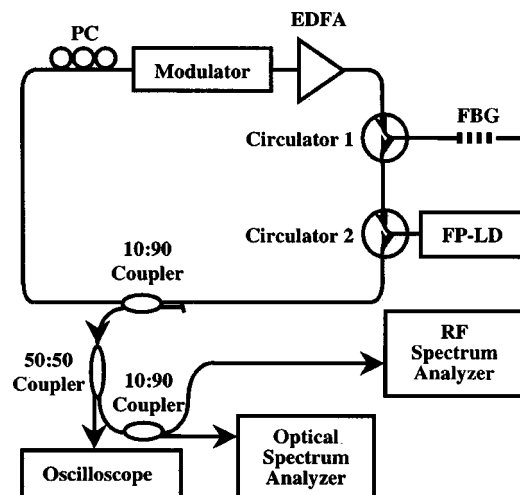 EDFA
PC
Modulator
FBG
Circulator 1
Circulator 2
FP-LD
10:90
Coupler
RF
Spectrum
Analyzer
50:50
Coupler
10:90
Coupler
Optical
Spectrum
Analyzer
Oscilloscope